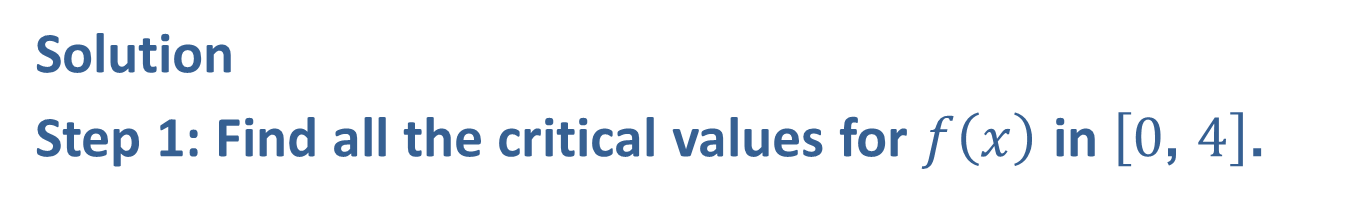 Solution
Step 1: Find all the critical values for f(x) in [0, 4].